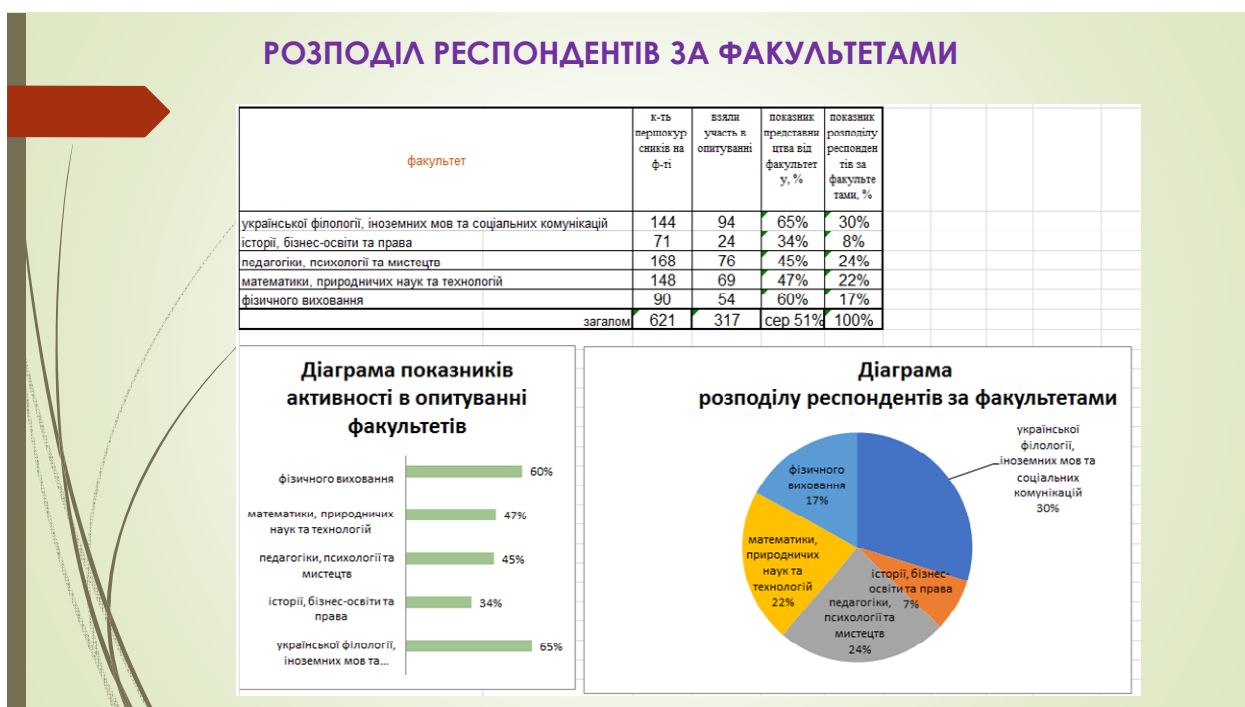 РОЗПОДІЛ РЕСПОНДЕНТІВ ЗА ФАКУЛЬТЕТАМИ
факультет
к-ть
першокур
сників на
ф-ті
взяли
участь в
опитуванні
показник
представни
цтва від
факультет
у, %
показник
розподілу
респонден
тів за
факульте
тами, %
української філології, іноземних мов та соціальних комунікацій 144 94 65% 30%
історії, бізнес-освіти та права 71 24 34% 8%
педагогіки, психології та мистецтв 168 76 45% 24%
математики, природничих наук та технологій 148 69 47% 22%
фізичного виховання 90 54 60% 17%
загалом 621 317 сер 51% 100%
Діаграма показників
активності в опитуванні
факультетів
фізичного виховання 60%
математики, природничих
наук та технологій 47%
педагогіки, психології та
мистецтв 45%
історії, бізнес-освіти та
права 34%
української філології,
іноземних мов та... 65%
Діаграма
розподілу респондентів за факультетами
української
філології,
іноземних мов та
соціальних
комунікацій
30%
історії, бізнес-
освіти та права
7%
педагогіки,
психології та
мистецтв
24%
математики,
природничих
наук та
технологій
22%
фізичного
виховання
17%